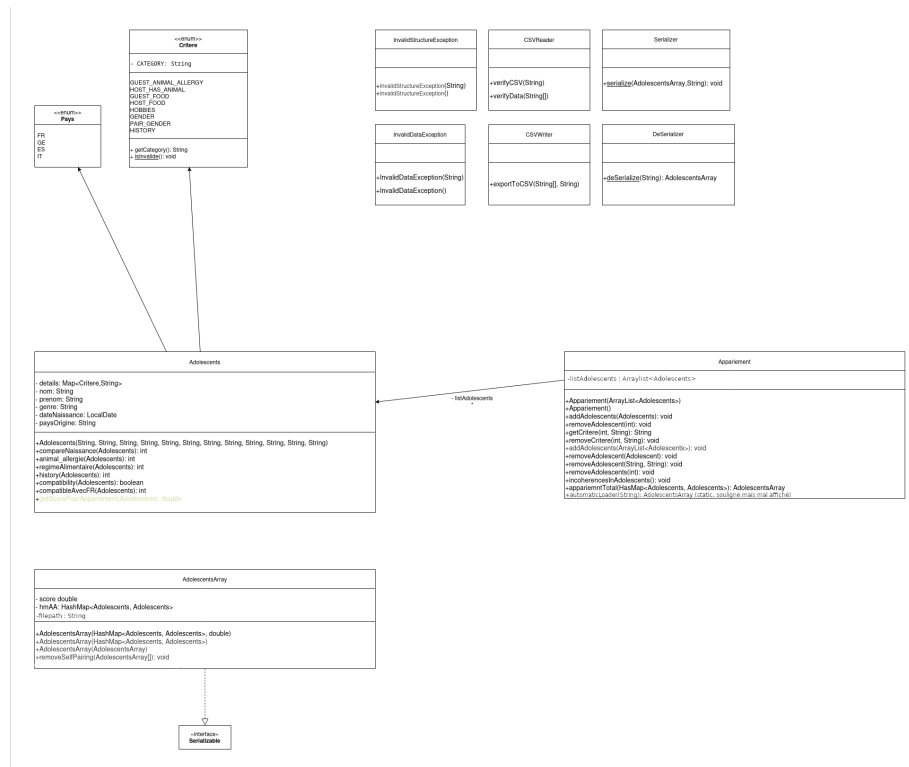 <<enum>>
Critere
- CATEGORY: String
GUEST_ANIMAL_ALLERGY
HOST_HAS_ANIMAL
GUEST_FOOD
HOST_FOOD
HOBBIES
GENDER
PAIR_GENDER
HISTORY
+ getCategory(): String
+ isInvalide(): void
<<enum>>
Pays
FR
GE
ES
IT
InvalidStructureException
+InvalidStructureException(String)
+InvalidStructureException()
CSVReader
+verifyCSV(String)
+verifyData(String[])
Serializer
+serialize(AdolescentsArray,String): void
InvalidDataException
+InvalidDataException(String)
+InvalidDataException()
CSVWriter
+exportToCSV(String[], String)
DeSerializer
+deSerialize(String): AdolescentsArray
Adolescents
- details: Map<Critere,String>
- nom: String
- prenom: String
- genre: String
- dateNaissance: LocalDate
- paysOrigine: String
+Adolescents(String, String, String, String, String, String, String, String, String, String, String)
+compareNaissance(Adolescents): int
+animal_allergie(Adolescents): int
+regimeAlimentaire(Adolescents): int
+history(Adolescents): int
+compatibility(Adolescents): boolean
+compatibleAvecFR(Adolescents): int
+getScorePaursAppariement(Adolescents): double
- listAdolescents
*
Appariement
-listAdolescents : Arraylist<Adolescents>
+Appariement(ArrayList<Adolescents>)
+Appariement()
+addAdolescents(Adolescents): void
+removeAdolescent(int): void
+getCritere(int, String): String
+removeCritere(int, String): void
+addAdolescents(ArrayList<Adolescents>): void
+removeAdolescent(Adolescent): void
+removeAdolescent(String, String): void
+removeAdolescents(int): void
+incoherencesInAdolescents(): void
+appariemntTotal(HasMap<Adolescents, Adolescents>): AdolescentsArray
+automaticLoader(String): AdolescentsArray (static, souligné mais mal affiché)
AdolescentsArray
- score double
- hmAA: HashMap<Adolescents, Adolescents>
-filepath : String
+AdolescentsArray(HashMap<Adolescents, Adolescents>, double)
+AdolescentsArray(HashMap<Adolescents, Adolescents>)
+AdolescentsArray(AdolescentsArray)
+removeSelfPairing(AdolescentsArray[]): void
«interface»
Serializable